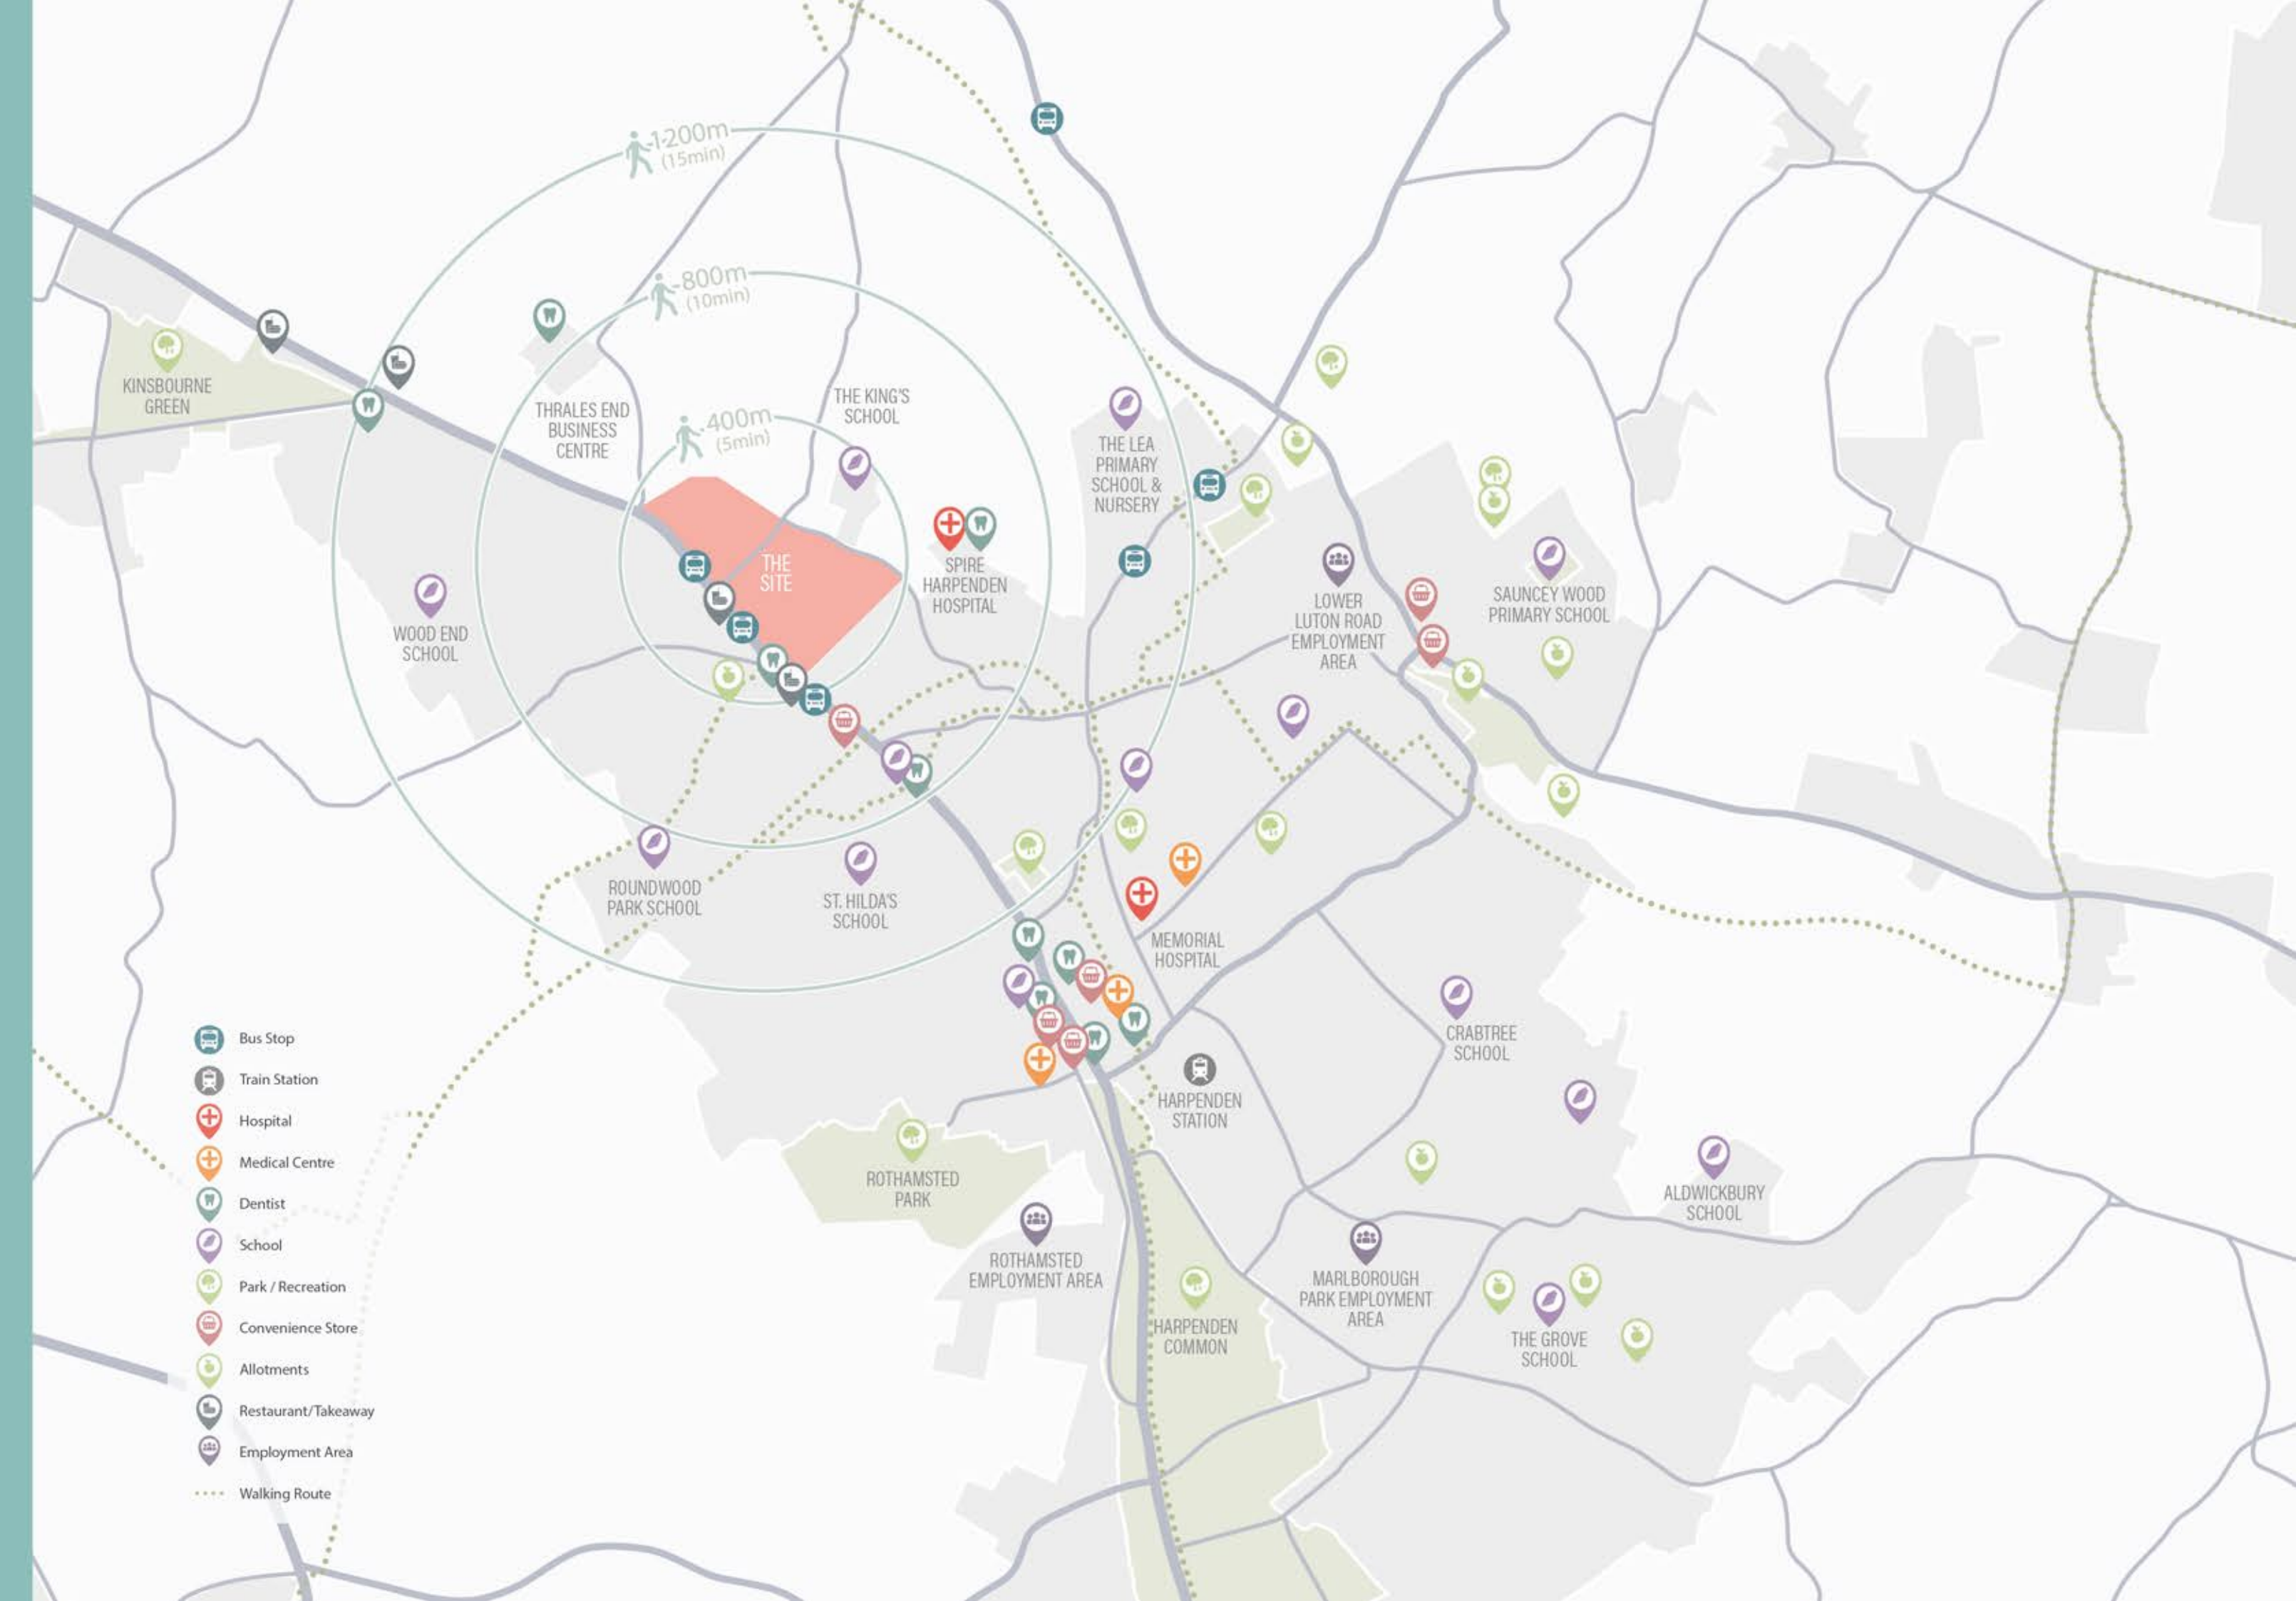 1200m
(15min)
800m
(10min)
400m
(5min)
KINSBOURNE
GREEN
THRALES END
BUSINESS
CENTRE
THE KING'S
SCHOOL
THE LEA
PRIMARY
SCHOOL &
NURSERY
THE
SITE
SPIRE
HARPENDEN
HOSPITAL
WOOD END
SCHOOL
LOWER
LUTON ROAD
EMPLOYMENT
AREA
SAUNCEY WOOD
PRIMARY SCHOOL
ROUNDWOOD
PARK SCHOOL
ST. HILDA'S
SCHOOL
MEMORIAL
HOSPITAL
CRABTREE
SCHOOL
HARPENDEN
STATION
ROTHAMSTED
PARK
ALDWICKBURY
SCHOOL
ROTHAMSTED
EMPLOYMENT AREA
MARLBOROUGH
PARK EMPLOYMENT
AREA
HARPENDEN
COMMON
THE GROVE
SCHOOL
Bus Stop
Train Station
Hospital
Medical Centre
Dentist
School
Park / Recreation
Convenience Store
Allotments
Restaurant/Takeaway
Employment Area
Walking Route